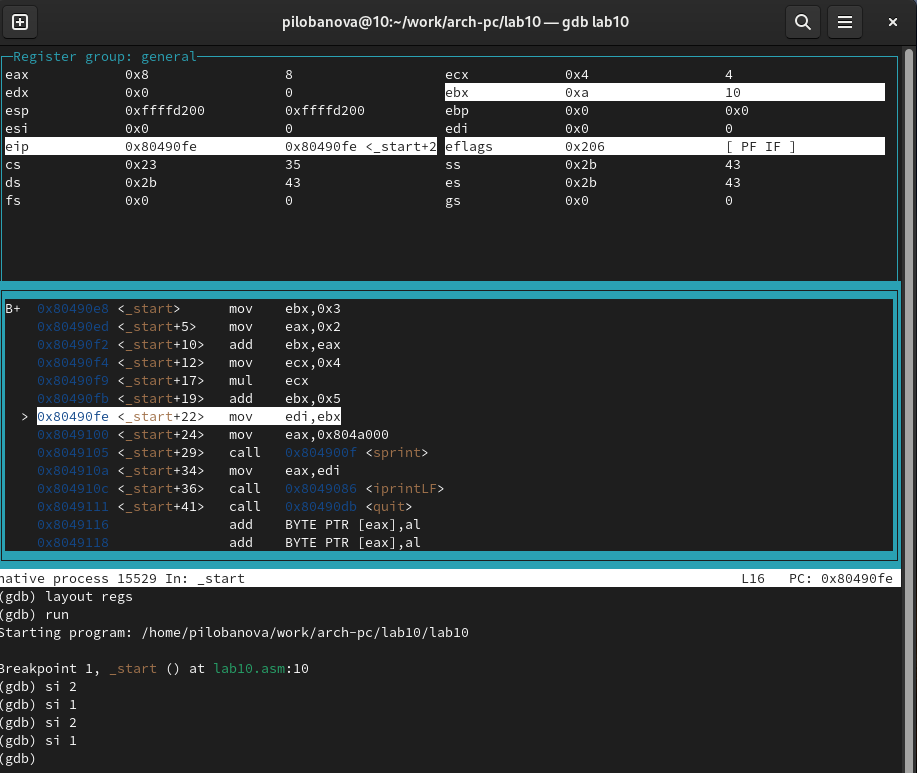 pilobanova@10:~/work/arch-pc/lab10 — gdb lab10
Register group: general
eax 0x8 8 ecx 0x4 4
edx 0x0 0 ebx 0xa 10
esp 0xffffd200 0xffffd200 ebp 0x0 0x0
esi 0x0 0 edi 0x0 0
eip 0x80490fe 0x80490fe <_start+2 eflags 0x206 [ PF IF ]
cs 0x23 35 ss 0x2b 43
ds 0x2b 43 es 0x2b 43
fs 0x0 0 gs 0x0 0
B+ 0x80490e8 <_start> mov ebx,0x3
0x80490ed <_start+5> mov eax,0x2
0x80490f2 <_start+10> add ebx,eax
0x80490f4 <_start+12> mov ecx,0x4
0x80490f9 <_start+17> mul ecx
0x80490fb <_start+19> add ebx,0x5
> 0x80490fe <_start+22> mov edi,ebx
0x8049100 <_start+24> mov eax,0x804a000
0x8049105 <_start+29> call 0x804900f <sprint>
0x804910a <_start+34> mov eax,edi
0x804910c <_start+36> call 0x8049086 <iprintLF>
0x8049111 <_start+41> call 0x80490db <quit>
0x8049116 add BYTE PTR [eax],al
0x8049118 add BYTE PTR [eax],al
native process 15529 In: _start L16 PC: 0x80490fe
(gdb) layout regs
(gdb) run
Starting program: /home/pilobanova/work/arch-pc/lab10/lab10
Breakpoint 1, _start () at lab10.asm:10
(gdb) si 2
(gdb) si 1
(gdb) si 2
(gdb) si 1
(gdb)